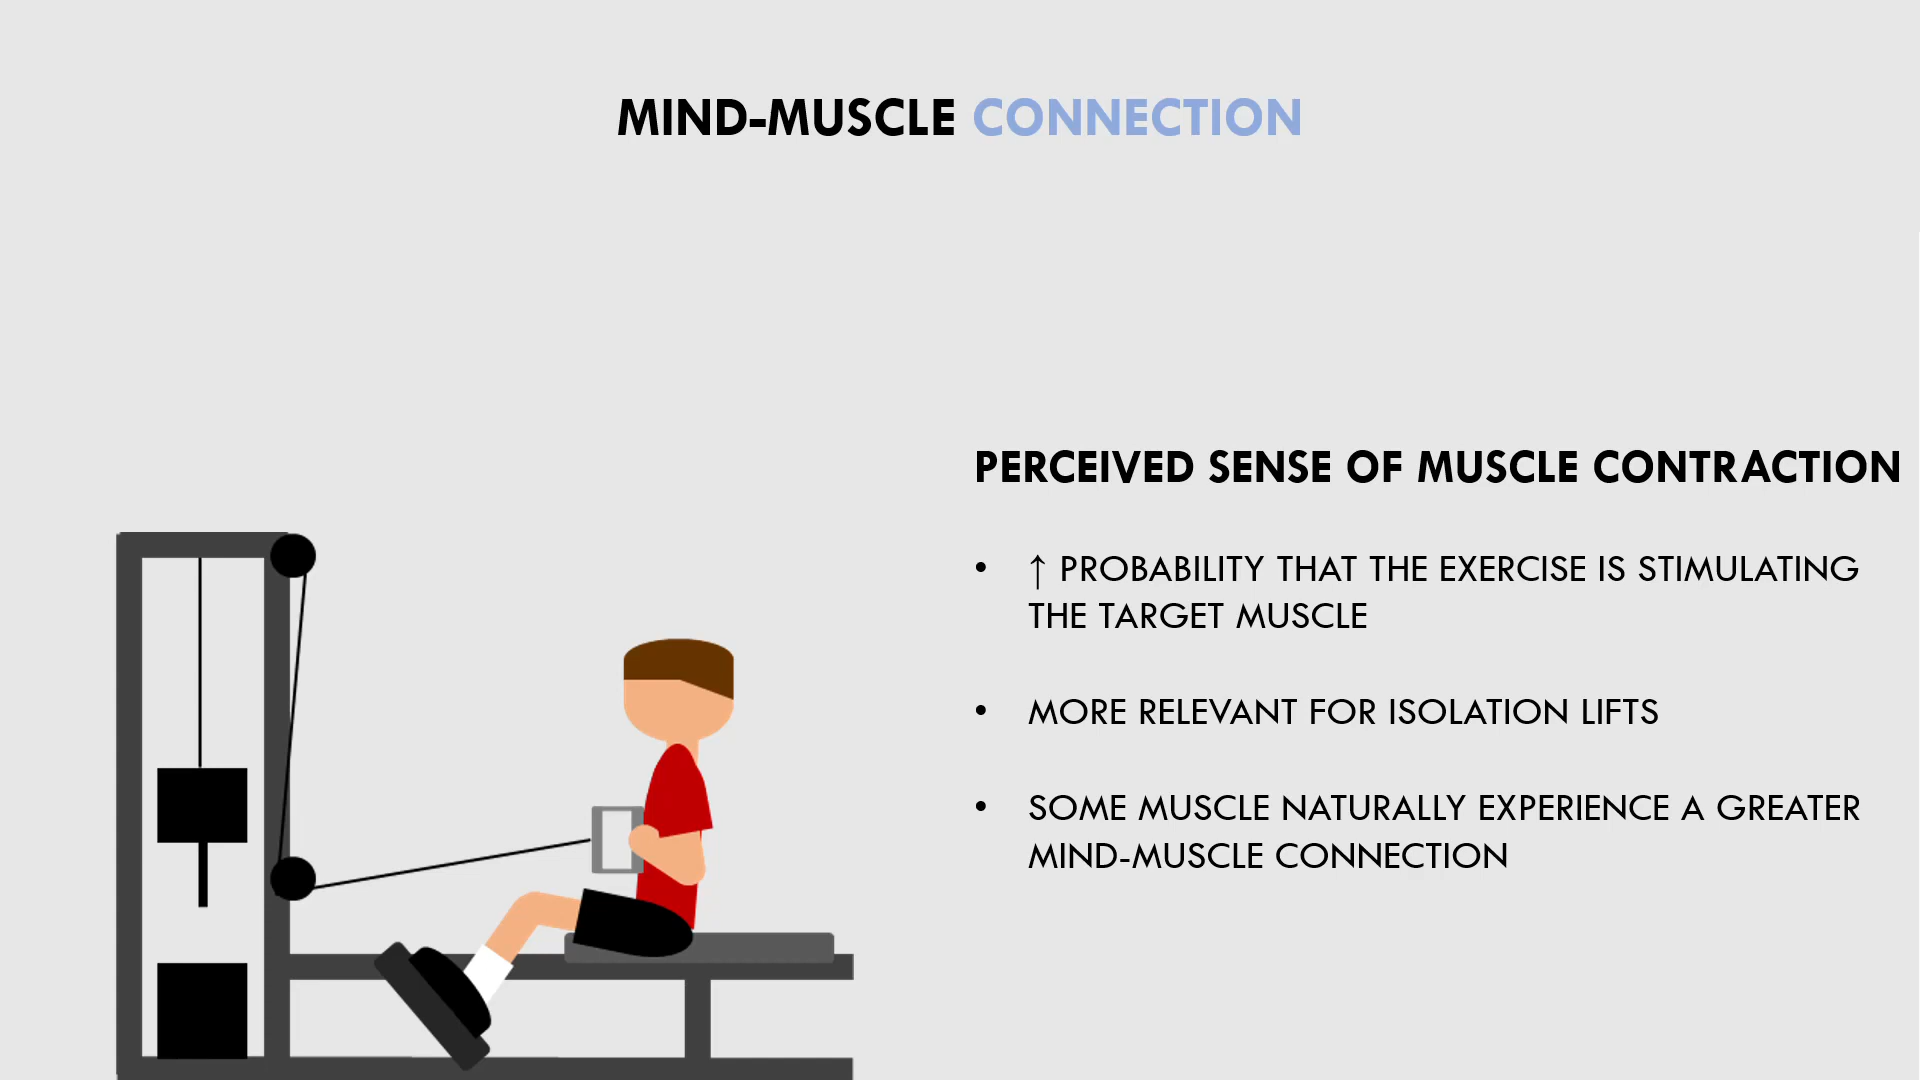 MIND-MUSCLE CONNECTION
PERCEIVED SENSE OF MUSCLE CONTRACTION
• ↑ PROBABILITY THAT THE EXERCISE IS STIMULATING
THE TARGET MUSCLE
• MORE RELEVANT FOR ISOLATION LIFTS
• SOME MUSCLE NATURALLY EXPERIENCE A GREATER
MIND-MUSCLE CONNECTION